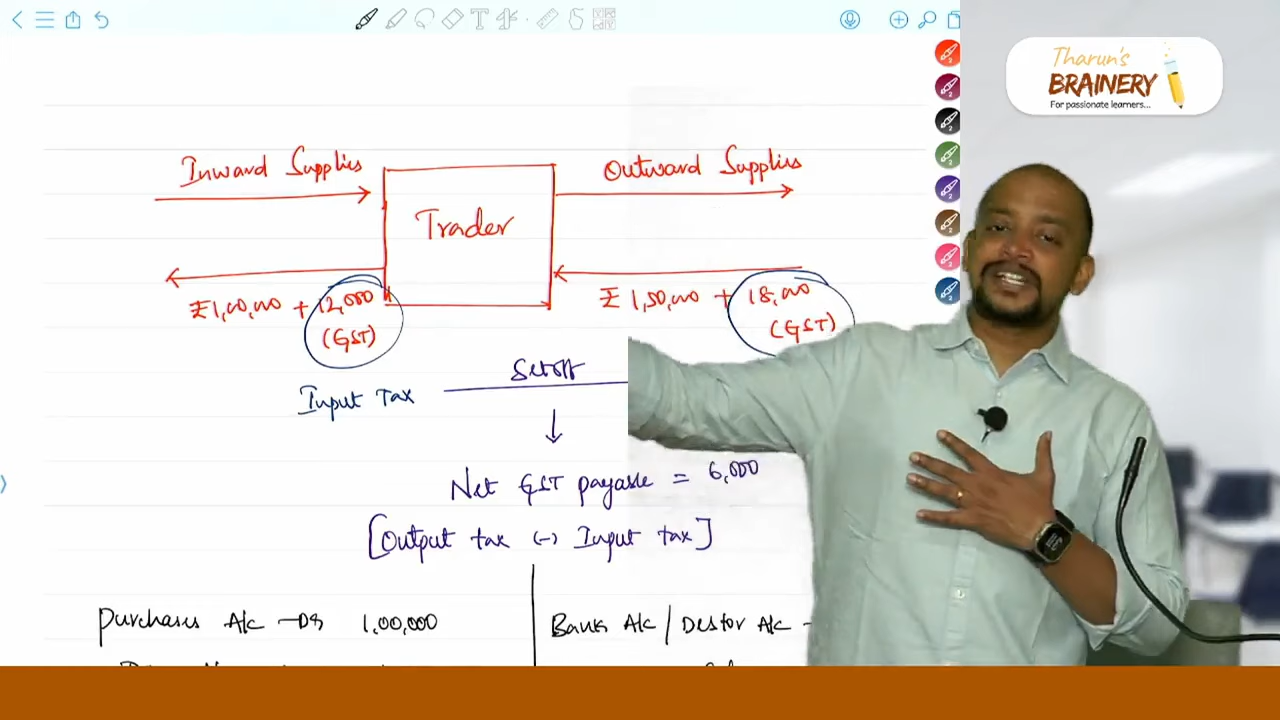 Tharun's
BRAINERY
For passionate learners...
Inward Supplies
Outward Supplies
Trader
₹1,00,000 + 12,000
(GST)
₹ 1,50,000 + 18,000
(GST)
Setoff
Input Tax
Net GST payable = 6,000
[Output tax (-) Input tax]
Purchases A/c —Dr 1,00,000
Bank A/c / Debtor A/c -